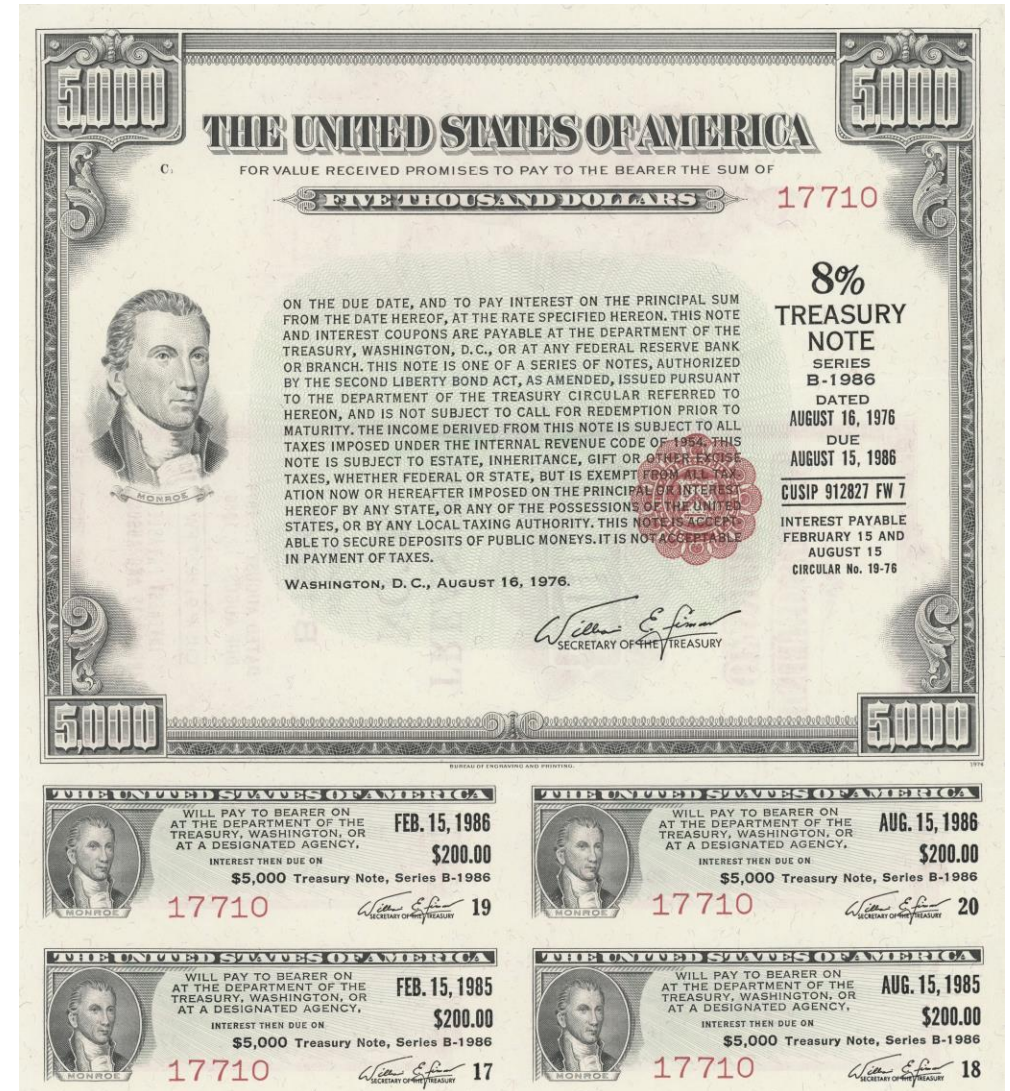 5,000 5,000
THE UNITED STATES OF AMERICA
C₃ FOR VALUE RECEIVED PROMISES TO PAY TO THE BEARER THE SUM OF
FIVE THOUSAND DOLLARS
17710
8%
TREASURY
NOTE
SERIES
B-1986
DATED
AUGUST 16, 1976
DUE
AUGUST 15, 1986
CUSIP 912827 FW 7
INTEREST PAYABLE
FEBRUARY 15 AND
AUGUST 15
CIRCULAR No. 19-76
ON THE DUE DATE, AND TO PAY INTEREST ON THE PRINCIPAL SUM
FROM THE DATE HEREOF, AT THE RATE SPECIFIED HEREON. THIS NOTE
AND INTEREST COUPONS ARE PAYABLE AT THE DEPARTMENT OF THE
TREASURY, WASHINGTON, D.C., OR AT ANY FEDERAL RESERVE BANK
OR BRANCH. THIS NOTE IS ONE OF A SERIES OF NOTES, AUTHORIZED
BY THE SECOND LIBERTY BOND ACT, AS AMENDED, ISSUED PURSUANT
TO THE DEPARTMENT OF THE TREASURY CIRCULAR REFERRED TO
HEREON, AND IS NOT SUBJECT TO CALL FOR REDEMPTION PRIOR TO
MATURITY. THE INCOME DERIVED FROM THIS NOTE IS SUBJECT TO ALL
TAXES IMPOSED UNDER THE INTERNAL REVENUE CODE OF 1954. THIS
NOTE IS SUBJECT TO ESTATE, INHERITANCE, GIFT OR OTHER EXCISE
TAXES, WHETHER FEDERAL OR STATE, BUT IS EXEMPT FROM ALL TAX-
ATION NOW OR HEREAFTER IMPOSED ON THE PRINCIPAL OR INTEREST
HEREOF BY ANY STATE, OR ANY OF THE POSSESSIONS OF THE UNITED
STATES, OR BY ANY LOCAL TAXING AUTHORITY. THIS NOTE IS ACCEPT-
ABLE TO SECURE DEPOSITS OF PUBLIC MONEYS. IT IS NOT ACCEPTABLE
IN PAYMENT OF TAXES.
WASHINGTON, D. C., AUGUST 16, 1976.
MONROE
William E. Simon
SECRETARY OF THE TREASURY
5,000 5,000
BUREAU OF ENGRAVING AND PRINTING. 1974
THE UNITED STATES OF AMERICA
WILL PAY TO BEARER ON
AT THE DEPARTMENT OF THE
TREASURY, WASHINGTON, OR
AT A DESIGNATED AGENCY,
FEB. 15, 1986
INTEREST THEN DUE ON
$200.00
$5,000 Treasury Note, Series B-1986
MONROE
17710
William E. Simon
SECRETARY OF THE TREASURY
19
THE UNITED STATES OF AMERICA
WILL PAY TO BEARER ON
AT THE DEPARTMENT OF THE
TREASURY, WASHINGTON, OR
AT A DESIGNATED AGENCY,
AUG. 15, 1986
INTEREST THEN DUE ON
$200.00
$5,000 Treasury Note, Series B-1986
MONROE
17710
William E. Simon
SECRETARY OF THE TREASURY
20
THE UNITED STATES OF AMERICA
WILL PAY TO BEARER ON
AT THE DEPARTMENT OF THE
TREASURY, WASHINGTON, OR
AT A DESIGNATED AGENCY,
FEB. 15, 1985
INTEREST THEN DUE ON
$200.00
$5,000 Treasury Note, Series B-1986
MONROE
17710
William E. Simon
SECRETARY OF THE TREASURY
17
THE UNITED STATES OF AMERICA
WILL PAY TO BEARER ON
AT THE DEPARTMENT OF THE
TREASURY, WASHINGTON, OR
AT A DESIGNATED AGENCY,
AUG. 15, 1985
INTEREST THEN DUE ON
$200.00
$5,000 Treasury Note, Series B-1986
MONROE
17710
William E. Simon
SECRETARY OF THE TREASURY
18